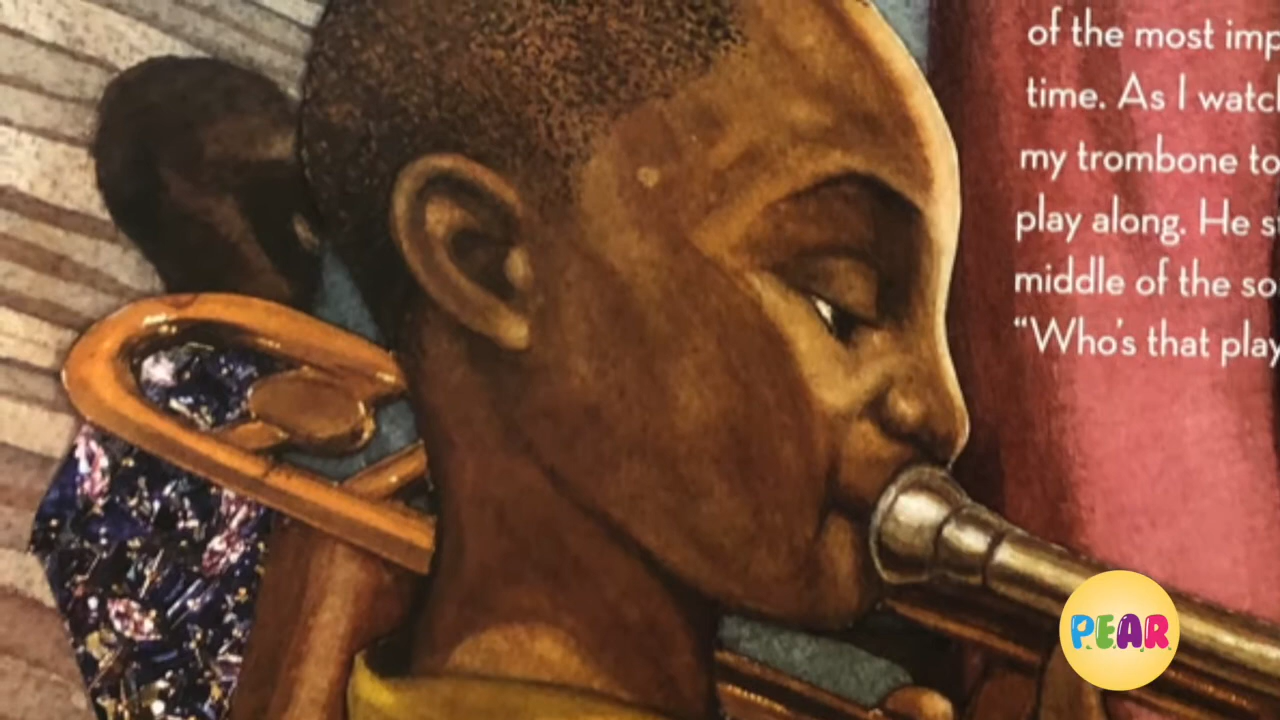 of the most imp
time. As I watc
my trombone to
play along. He s
middle of the so
“Who’s that play
P.E.A.R.